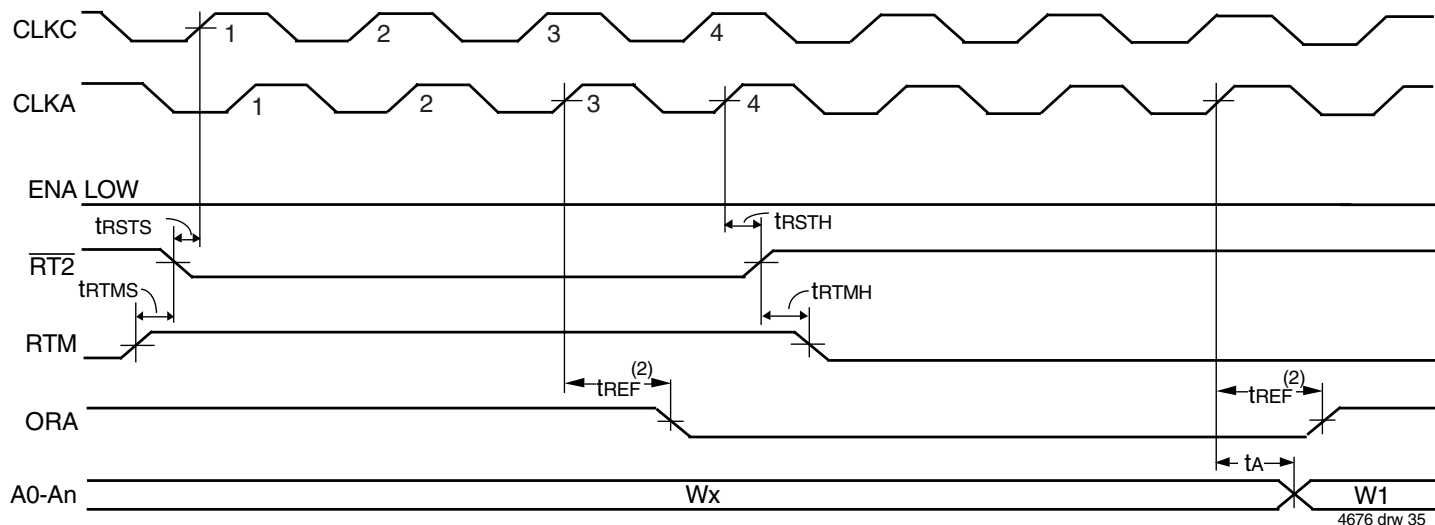 CLKC 1 2 3 4
CLKA 1 2 3 4
ENA LOW
tRSTS tRSTH
RT2
tRTMS tRTMH
RTM
tREF(2) tREF(2)
ORA
tA
A0-An Wx W1
4676 drw 35